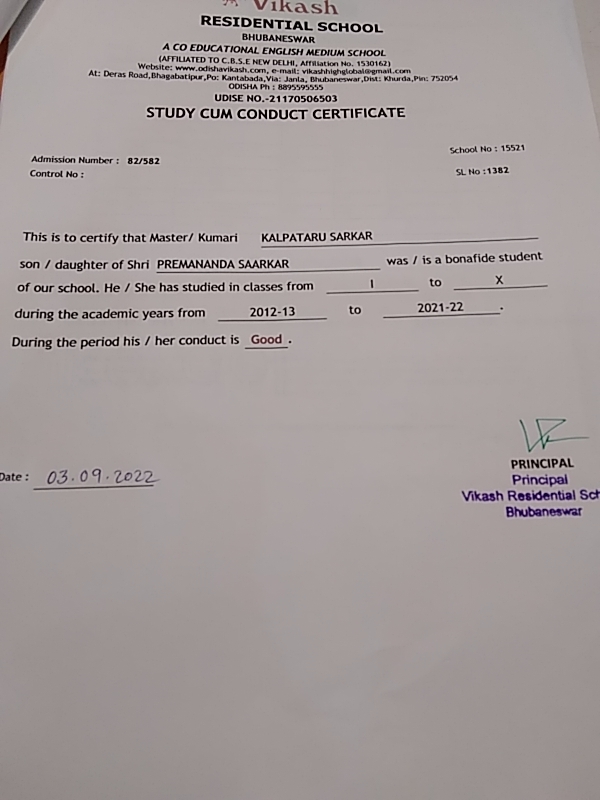 Vikash
RESIDENTIAL SCHOOL
BHUBANESWAR
A CO EDUCATIONAL ENGLISH MEDIUM SCHOOL
(AFFILIATED TO C.B.S.E NEW DELHI, Affiliation No. 1530162)
Website: www.odishavikash.com, e-mail: vikashhighglobal@gmail.com
At: Deras Road,Bhagabatipur,Po: Kantabada,Via: Janla, Bhubaneswar,Dist: Khurda,Pin: 752054
ODISHA Ph : 8895595555
UDISE NO.-21170506503
STUDY CUM CONDUCT CERTIFICATE
School No : 15521
Admission Number : 82/582
SL No :1382
Control No :
This is to certify that Master/ Kumari KALPATARU SARKAR
son / daughter of Shri PREMANANDA SAARKAR was / is a bonafide student
of our school. He / She has studied in classes from I to X
during the academic years from 2012-13 to 2021-22 .
During the period his / her conduct is Good .
PRINCIPAL
Date : 03.09.2022
Principal
Vikash Residential Sch
Bhubaneswar